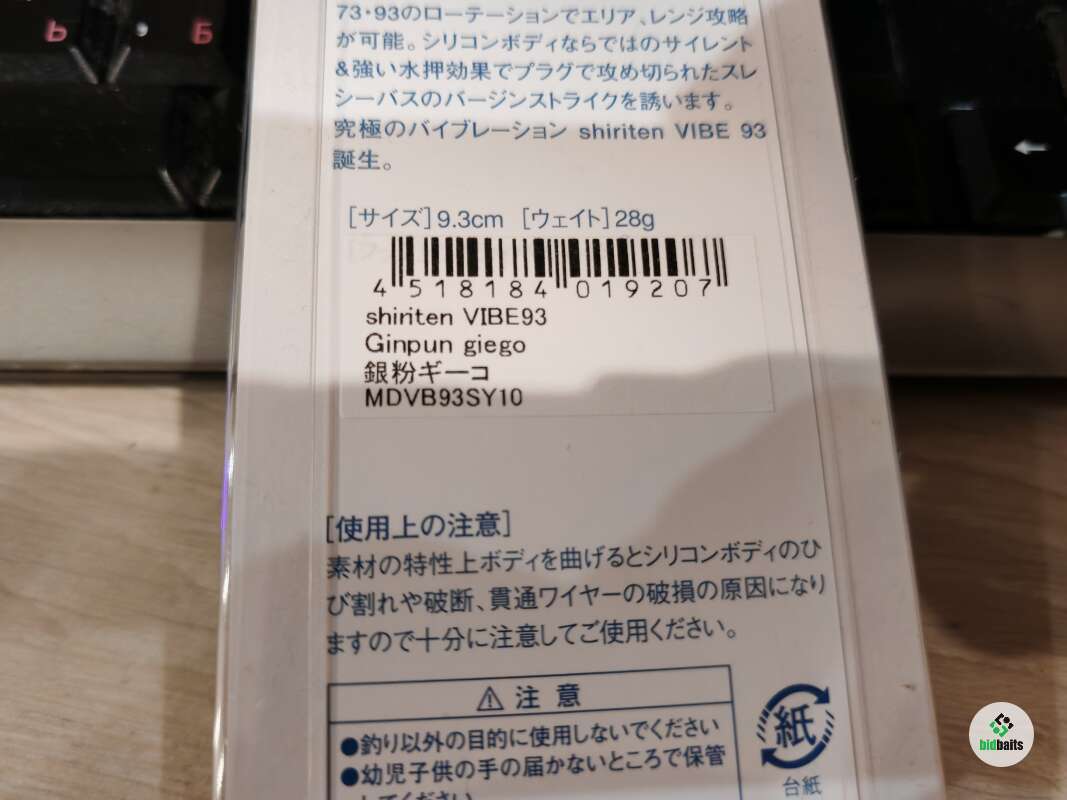 Ь Б
73・93のローテーションでエリア、レンジ攻略
が可能。シリコンボディならではのサイレント
&強い水押効果でプラグで攻め切られたスレ
シーバスのバージンストライクを誘います。
究極のバイブレーション shiriten VIBE 93
誕生。
[サイズ]9.3cm [ウェイト]28g
4 518184 019207
shiriten VIBE93
Ginpun giego
銀粉ギーコ
MDVB93SY10
[使用上の注意]
素材の特性上ボディを曲げるとシリコンボディのひ
び割れや破断、貫通ワイヤーの破損の原因になり
ますので十分に注意してご使用ください。
注意
●釣り以外の目的に使用しないでください
●幼児子供の手の届かないところで保管
してください
紙
台紙
bidbaits